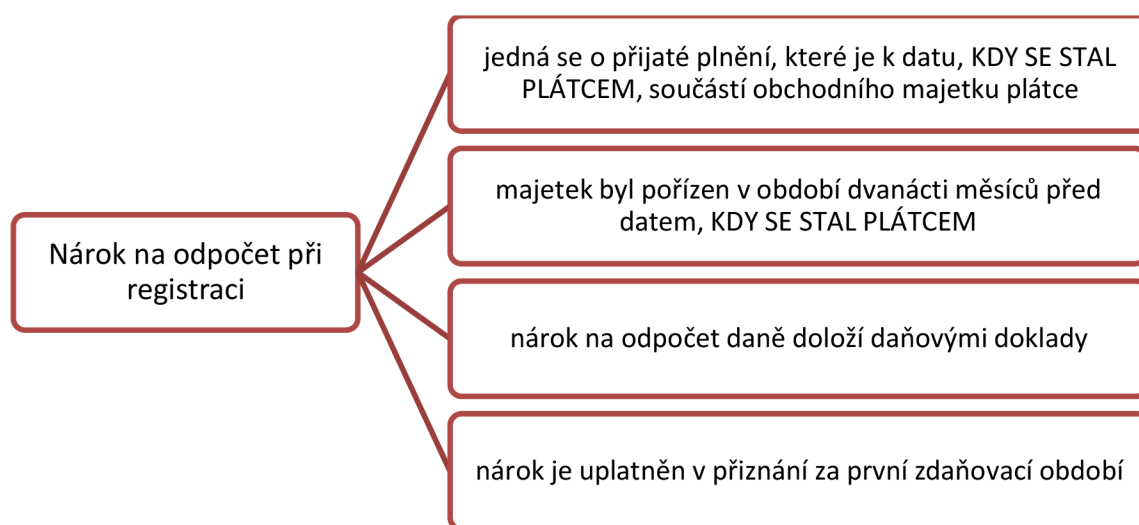 Nárok na odpočet při
registraci
jedná se o přijaté plnění, které je k datu, KDY SE STAL
PLÁTCEM, součástí obchodního majetku plátce
majetek byl pořízen v období dvanácti měsíců před
datem, KDY SE STAL PLÁTCEM
nárok na odpočet daně doloží daňovými doklady
nárok je uplatněn v přiznání za první zdaňovací období